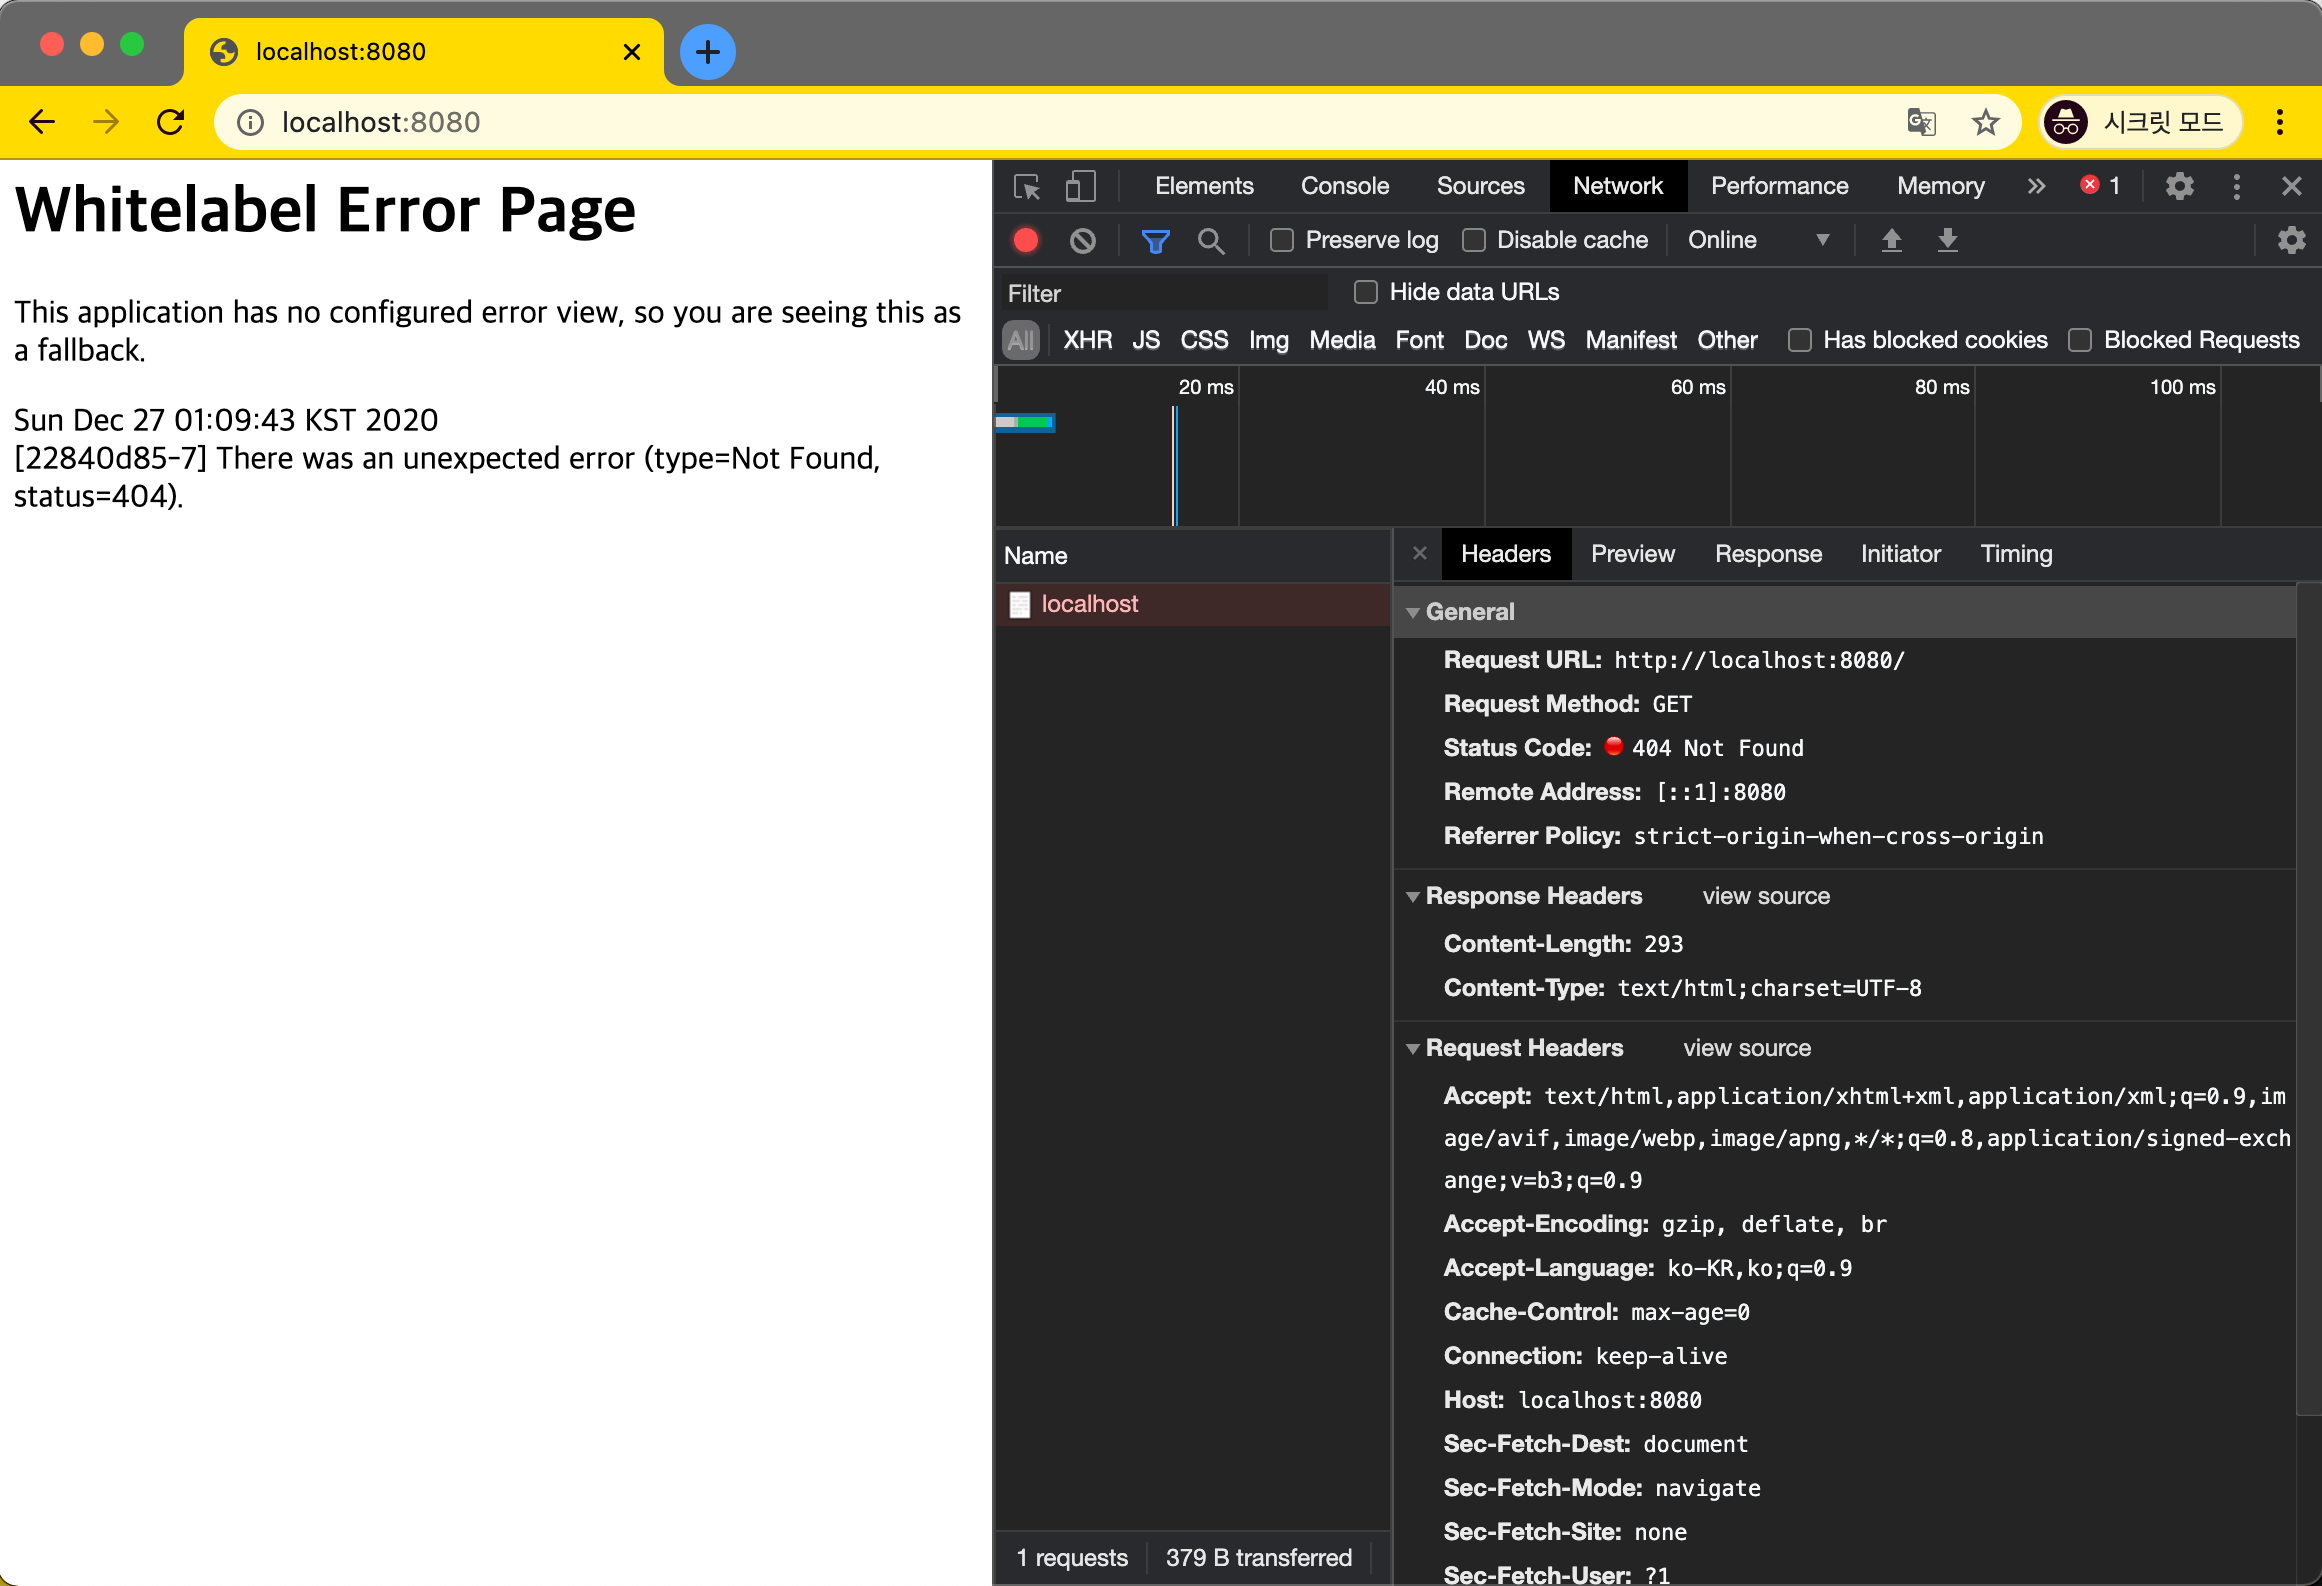 localhost:8080
localhost:8080
시크릿 모드
Whitelabel Error Page
This application has no configured error view, so you are seeing this as
a fallback.
Sun Dec 27 01:09:43 KST 2020
[22840d85-7] There was an unexpected error (type=Not Found,
status=404).
Elements Console Sources Network Performance Memory 1
Preserve log Disable cache Online
Filter Hide data URLs
All XHR JS CSS Img Media Font Doc WS Manifest Other Has blocked cookies Blocked Requests
20 ms 40 ms 60 ms 80 ms 100 ms
Name
localhost
1 requests 379 B transferred
Headers Preview Response Initiator Timing
General
Request URL: http://localhost:8080/
Request Method: GET
Status Code: 404 Not Found
Remote Address: [::1]:8080
Referrer Policy: strict-origin-when-cross-origin
Response Headers view source
Content-Length: 293
Content-Type: text/html;charset=UTF-8
Request Headers view source
Accept: text/html,application/xhtml+xml,application/xml;q=0.9,im
age/avif,image/webp,image/apng,*/*;q=0.8,application/signed-exch
ange;v=b3;q=0.9
Accept-Encoding: gzip, deflate, br
Accept-Language: ko-KR,ko;q=0.9
Cache-Control: max-age=0
Connection: keep-alive
Host: localhost:8080
Sec-Fetch-Dest: document
Sec-Fetch-Mode: navigate
Sec-Fetch-Site: none
Sec-Fetch-User: ?1